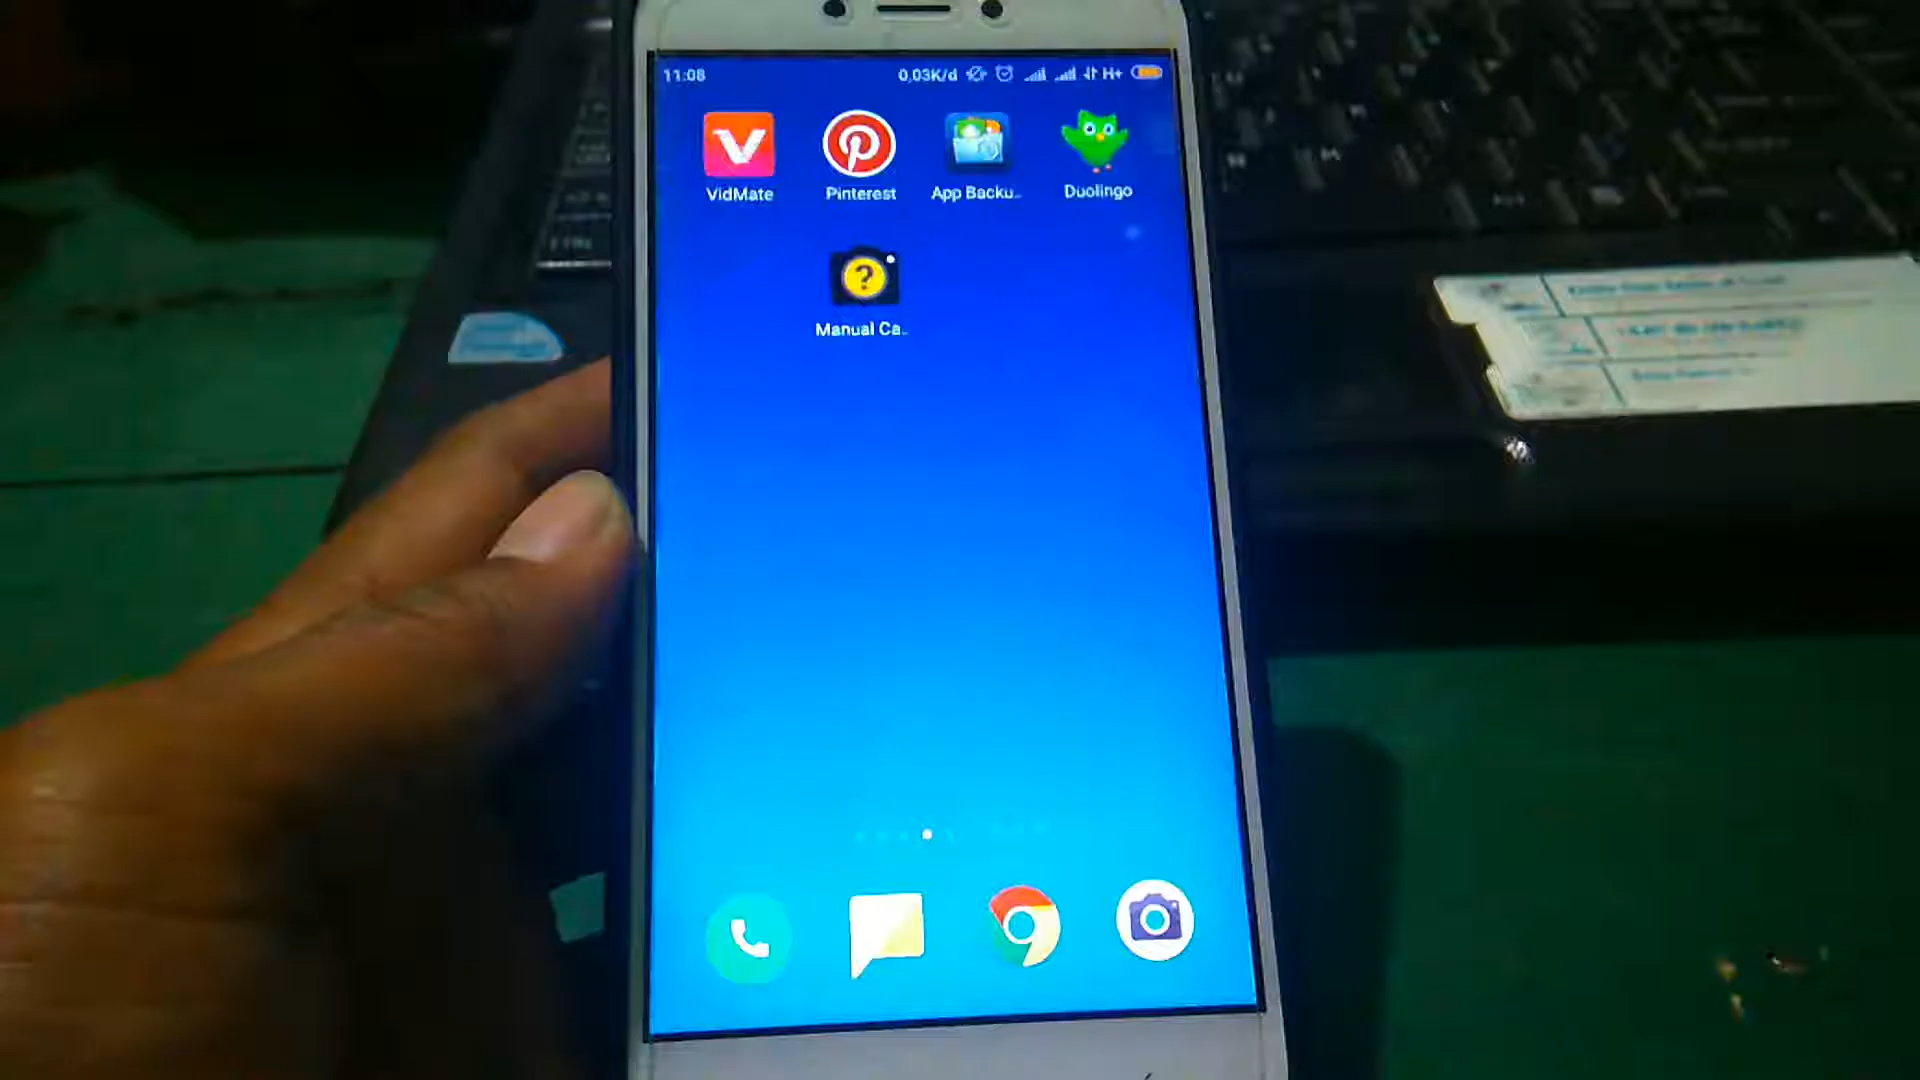 11:08 0,03K/d H+
VidMate Pinterest App Backu.. Duolingo
?
Manual Ca..